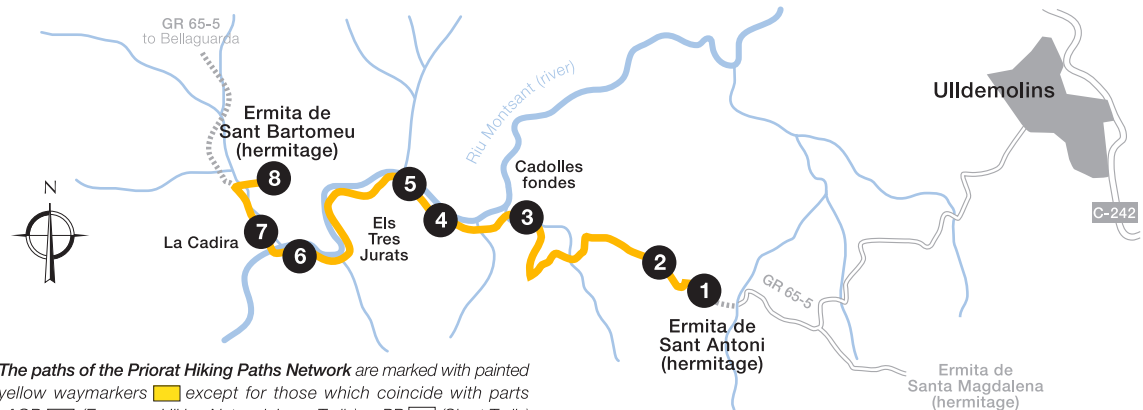 GR 65-5
to Bellaguarda
Ermita de
Sant Bartomeu
(hermitage)
8
N
La Cadira
7
6
Els
Tres
Jurats
5
4
Riu Montsant (river)
Cadolles
fondes
3
2
1
Ermita de
Sant Antoni
(hermitage)
GR 65-5
Ulldemolins
C-242
Ermita de
Santa Magdalena
(hermitage)
The paths of the Priorat Hiking Paths Network are marked with painted
yellow waymarkers except for those which coincide with parts